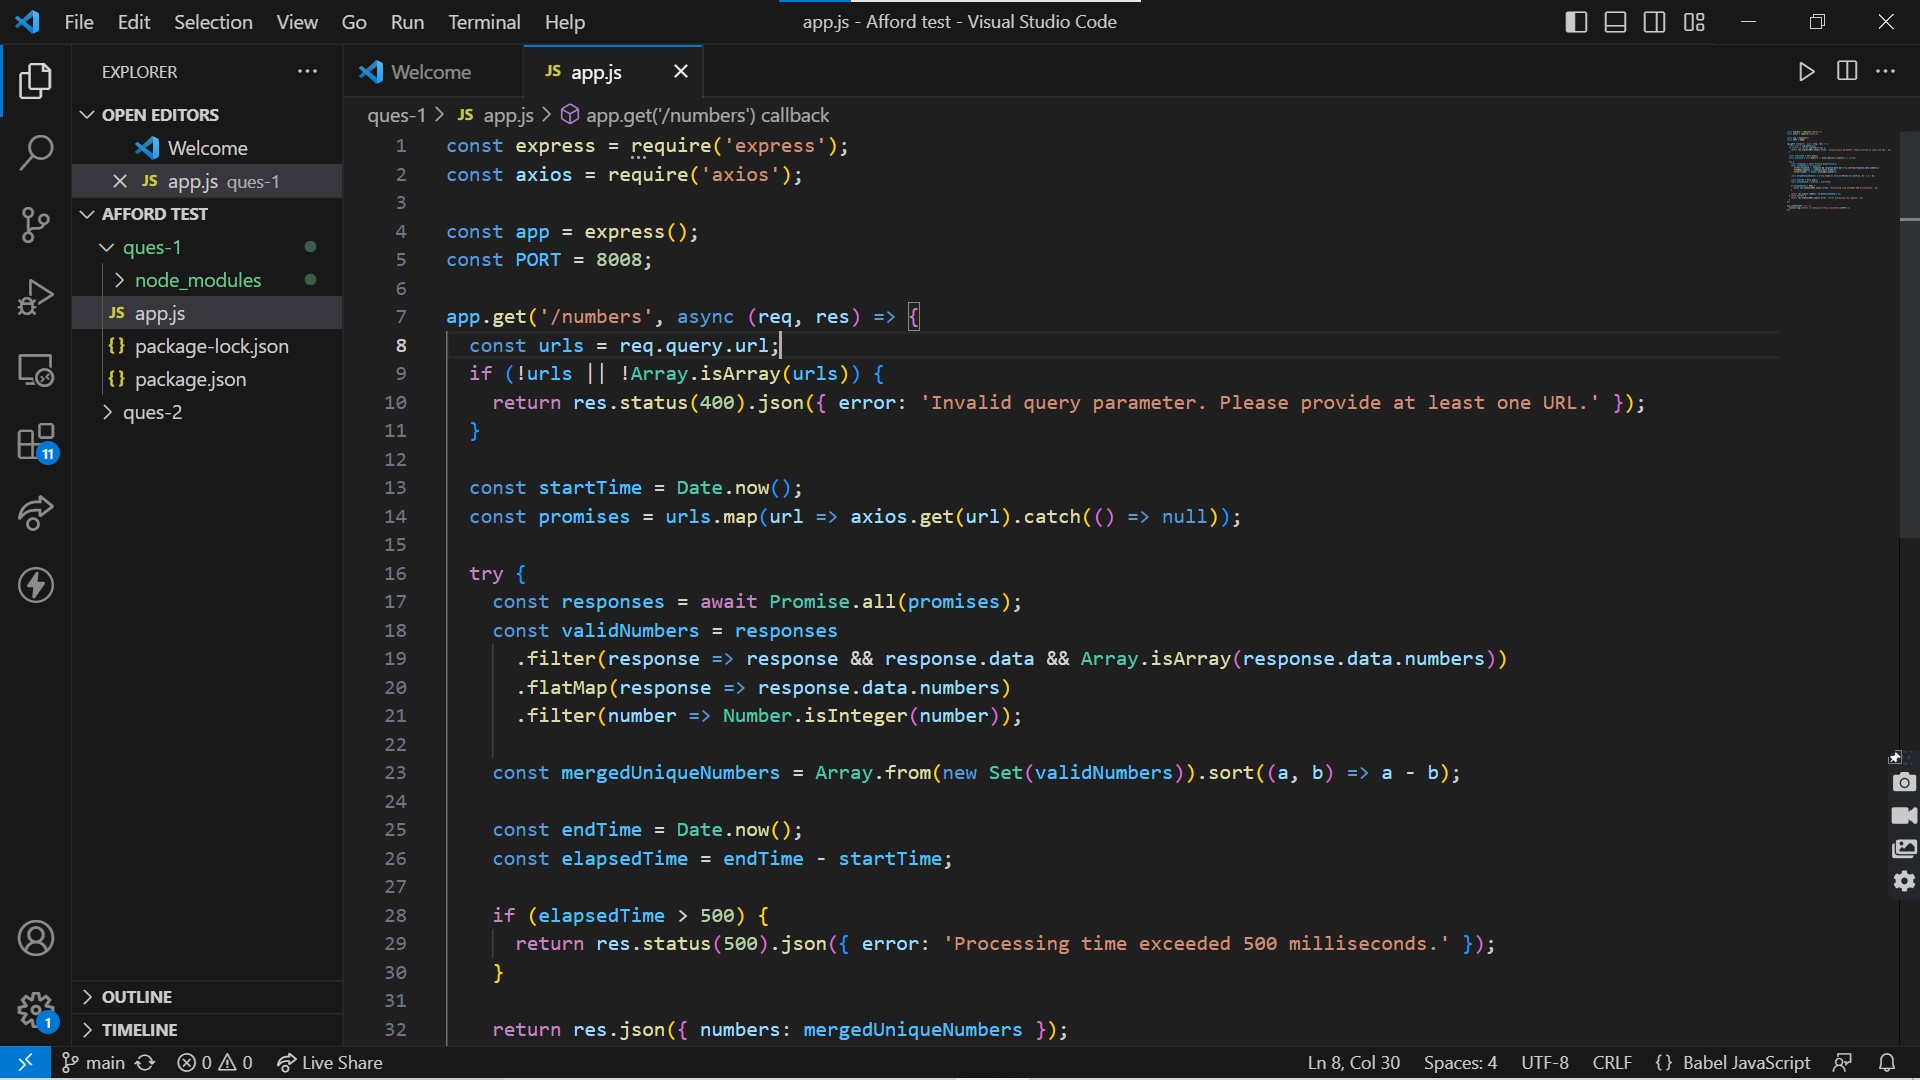 File Edit Selection View Go Run Terminal Help
app.js - Afford test - Visual Studio Code
EXPLORER
Welcome
JS app.js
OPEN EDITORS
Welcome
JS app.js ques-1
AFFORD TEST
ques-1
node_modules
JS app.js
{} package-lock.json
{} package.json
ques-2
11
1
OUTLINE
TIMELINE
ques-1 > JS app.js > app.get('/numbers') callback
1 const express = require('express');
2 const axios = require('axios');
3
4 const app = express();
5 const PORT = 8008;
6
7 app.get('/numbers', async (req, res) => {
8 const urls = req.query.url;
9 if (!urls || !Array.isArray(urls)) {
10 return res.status(400).json({ error: 'Invalid query parameter. Please provide at least one URL.' });
11 }
12
13 const startTime = Date.now();
14 const promises = urls.map(url => axios.get(url).catch(() => null));
15
16 try {
17 const responses = await Promise.all(promises);
18 const validNumbers = responses
19 .filter(response => response && response.data && Array.isArray(response.data.numbers))
20 .flatMap(response => response.data.numbers)
21 .filter(number => Number.isInteger(number));
22
23 const mergedUniqueNumbers = Array.from(new Set(validNumbers)).sort((a, b) => a - b);
24
25 const endTime = Date.now();
26 const elapsedTime = endTime - startTime;
27
28 if (elapsedTime > 500) {
29 return res.status(500).json({ error: 'Processing time exceeded 500 milliseconds.' });
30 }
31
32 return res.json({ numbers: mergedUniqueNumbers });
main 0 0 Live Share
Ln 8, Col 30 Spaces: 4 UTF-8 CRLF {} Babel JavaScript